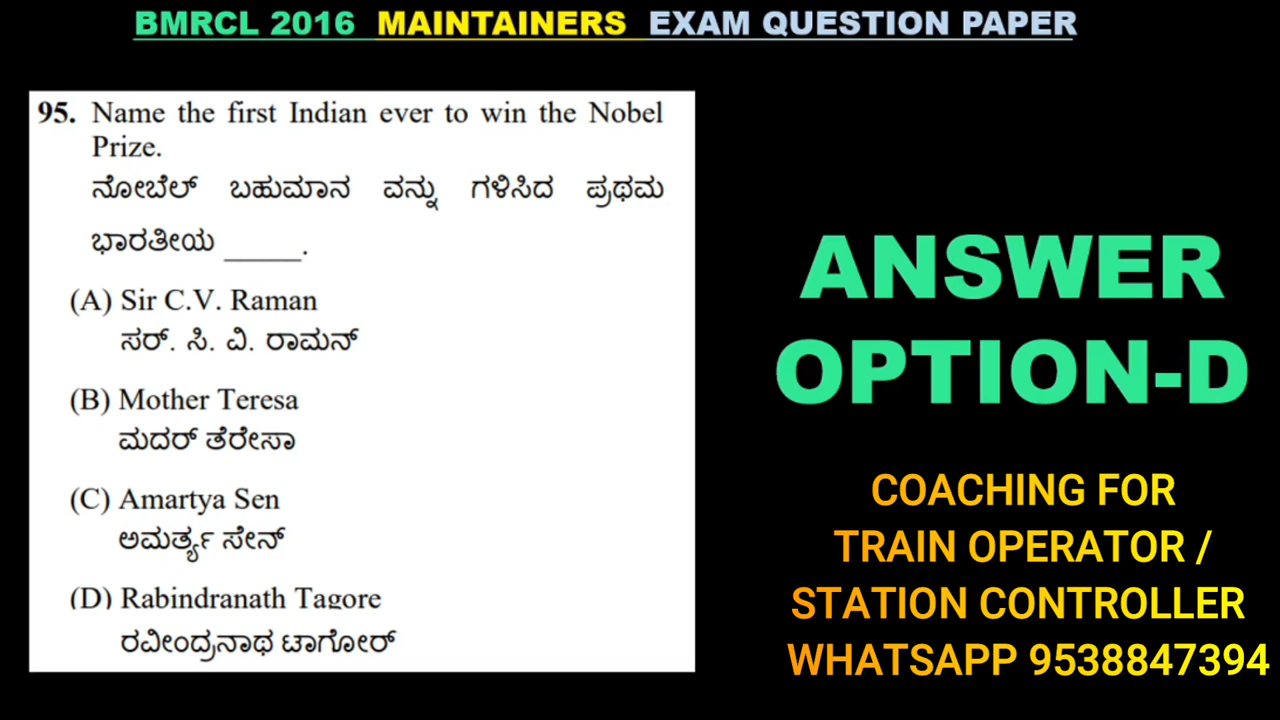 BMRCL 2016 MAINTAINERS EXAM QUESTION PAPER
95. Name the first Indian ever to win the Nobel
Prize.
ನೋಬೆಲ್ ಬಹುಮಾನ ವನ್ನು ಗಳಿಸಿದ ಪ್ರಥಮ
ಭಾರತೀಯ _____.
(A) Sir C.V. Raman
ಸರ್. ಸಿ. ವಿ. ರಾಮನ್
(B) Mother Teresa
ಮದರ್ ತೆರೇಸಾ
(C) Amartya Sen
ಅಮರ್ತ್ಯ ಸೇನ್
(D) Rabindranath Tagore
ರವೀಂದ್ರನಾಥ ಟಾಗೋರ್
ANSWER
OPTION-D
COACHING FOR
TRAIN OPERATOR /
STATION CONTROLLER
WHATSAPP 9538847394